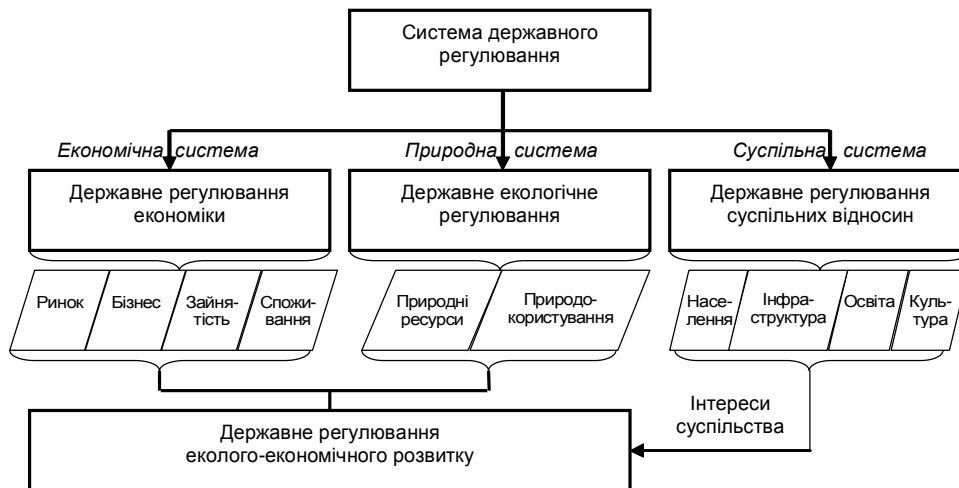 Система державного
регулювання
Економічна система
Природна система
Суспільна система
Державне регулювання
економіки
Державне екологічне
регулювання
Державне регулювання
суспільних відносин
Ринок
Бізнес
Зайня-
тість
Спожи-
вання
Природні
ресурси
Природо-
користування
Насе-
лення
Інфра-
структура
Освіта
Куль-
тура
Інтереси
суспільства
Державне регулювання
еколого-економічного розвитку